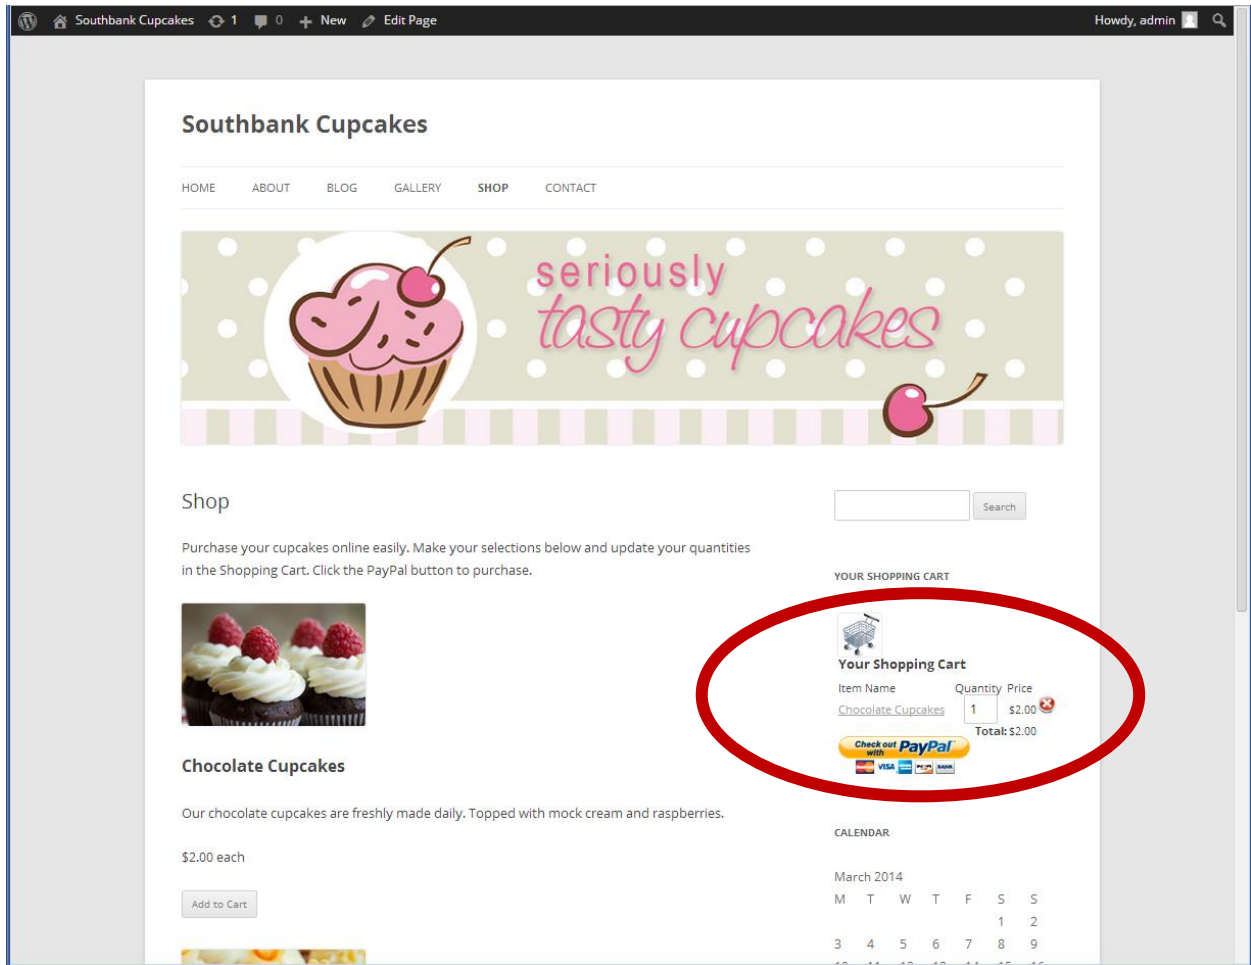 Southbank Cupcakes 1 0 New Edit Page Howdy, admin
Southbank Cupcakes
HOME ABOUT BLOG GALLERY SHOP CONTACT
seriously
tasty cupcakes
Shop
Purchase your cupcakes online easily. Make your selections below and update your quantities
in the Shopping Cart. Click the PayPal button to purchase.
Chocolate Cupcakes
Our chocolate cupcakes are freshly made daily. Topped with mock cream and raspberries.
$2.00 each
Add to Cart
Search
YOUR SHOPPING CART
Your Shopping Cart
Item Name Quantity Price
Chocolate Cupcakes 1 $2.00
Total: $2.00
Check out
with PayPal
VISA BANK
CALENDAR
March 2014
M T W T F S S
1 2
3 4 5 6 7 8 9